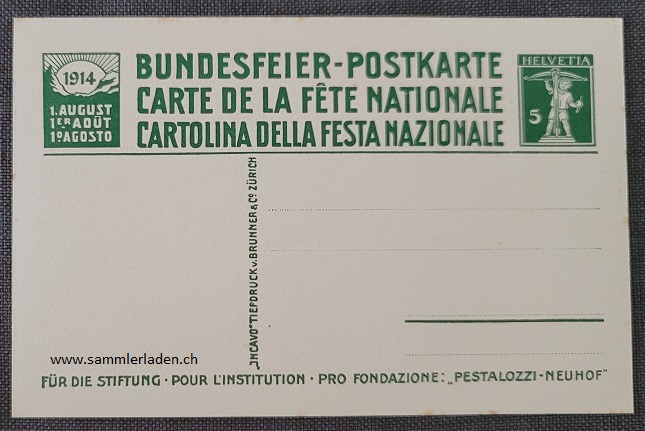 1914
1. AUGUST
1ER AOÛT
1º AGOSTO
BUNDESFEIER-POSTKARTE
CARTE DE LA FÊTE NATIONALE
CARTOLINA DELLA FESTA NAZIONALE
HELVETIA
5
„INCAVO“ TIEFDRUCK v. BRUNNER & Co ZÜRICH
www.sammlerladen.ch
FÜR DIE STIFTUNG · POUR L'INSTITUTION · PRO FONDAZIONE: „PESTALOZZI-NEUHOF“